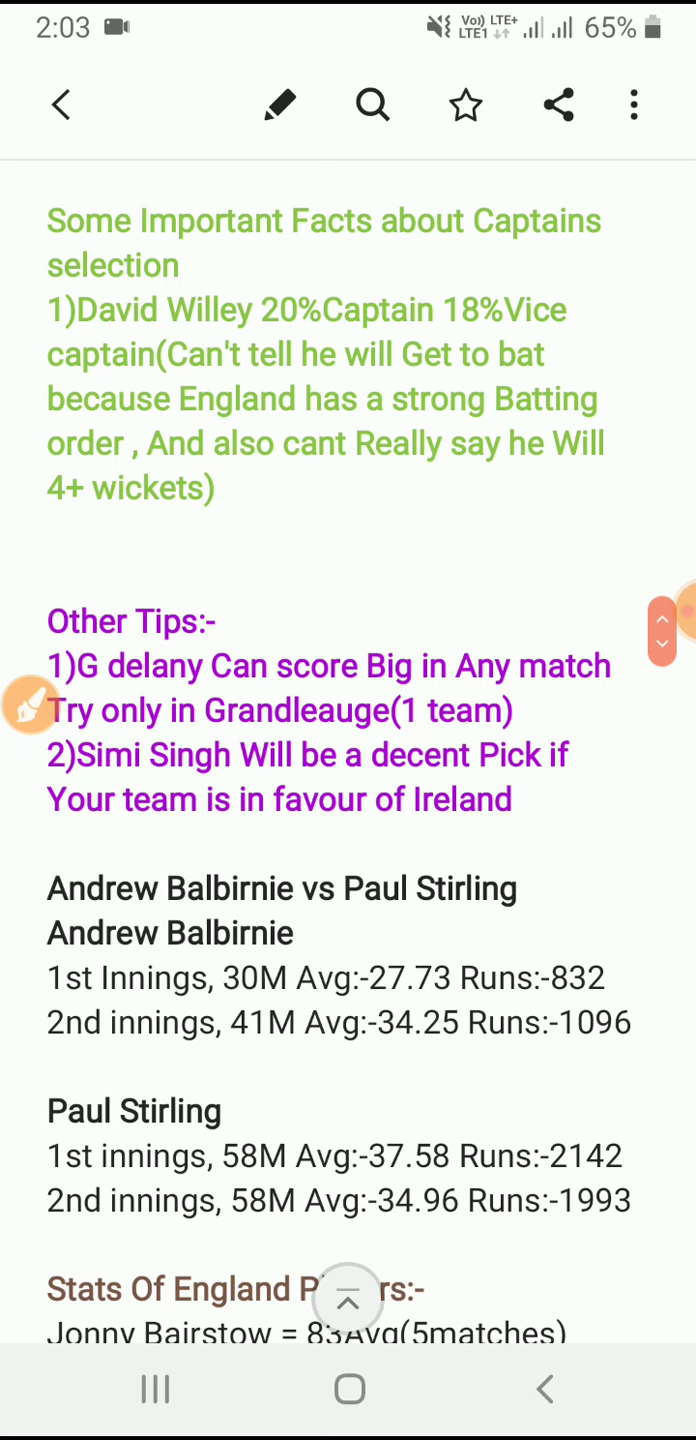 2:03
Vo)) LTE+
LTE1
65%
Some Important Facts about Captains
selection
1)David Willey 20%Captain 18%Vice
captain(Can't tell he will Get to bat
because England has a strong Batting
order , And also cant Really say he Will
4+ wickets)
Other Tips:-
1)G delany Can score Big in Any match
Try only in Grandleauge(1 team)
2)Simi Singh Will be a decent Pick if
Your team is in favour of Ireland
Andrew Balbirnie vs Paul Stirling
Andrew Balbirnie
1st Innings, 30M Avg:-27.73 Runs:-832
2nd innings, 41M Avg:-34.25 Runs:-1096
Paul Stirling
1st innings, 58M Avg:-37.58 Runs:-2142
2nd innings, 58M Avg:-34.96 Runs:-1993
Stats Of England
Jonny Bairstow = 83Avg(5matches)